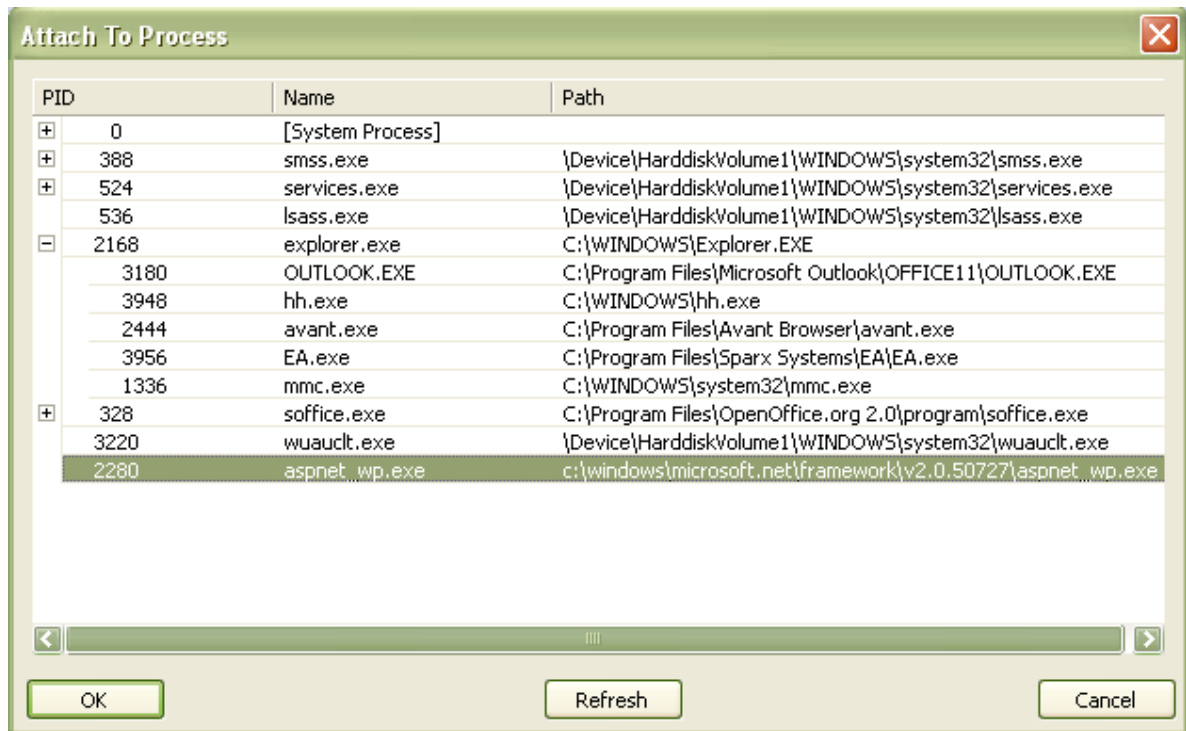 Attach To Process
PID Name Path
0 [System Process]
388 smss.exe \Device\HarddiskVolume1\WINDOWS\system32\smss.exe
524 services.exe \Device\HarddiskVolume1\WINDOWS\system32\services.exe
536 lsass.exe \Device\HarddiskVolume1\WINDOWS\system32\lsass.exe
2168 explorer.exe C:\WINDOWS\Explorer.EXE
3180 OUTLOOK.EXE C:\Program Files\Microsoft Outlook\OFFICE11\OUTLOOK.EXE
3948 hh.exe C:\WINDOWS\hh.exe
2444 avant.exe C:\Program Files\Avant Browser\avant.exe
3956 EA.exe C:\Program Files\Sparx Systems\EA\EA.exe
1336 mmc.exe C:\WINDOWS\system32\mmc.exe
328 soffice.exe C:\Program Files\OpenOffice.org 2.0\program\soffice.exe
3220 wuauclt.exe \Device\HarddiskVolume1\WINDOWS\system32\wuauclt.exe
2280 aspnet_wp.exe c:\windows\microsoft.net\framework\v2.0.50727\aspnet_wp.exe
OK Refresh Cancel